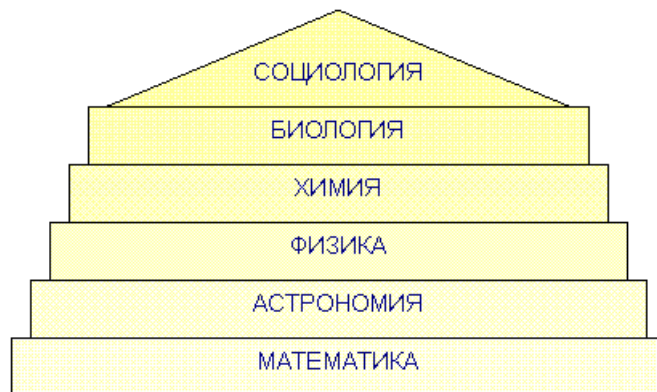 СОЦИОЛОГИЯ
БИОЛОГИЯ
ХИМИЯ
ФИЗИКА
АСТРОНОМИЯ
МАТЕМАТИКА